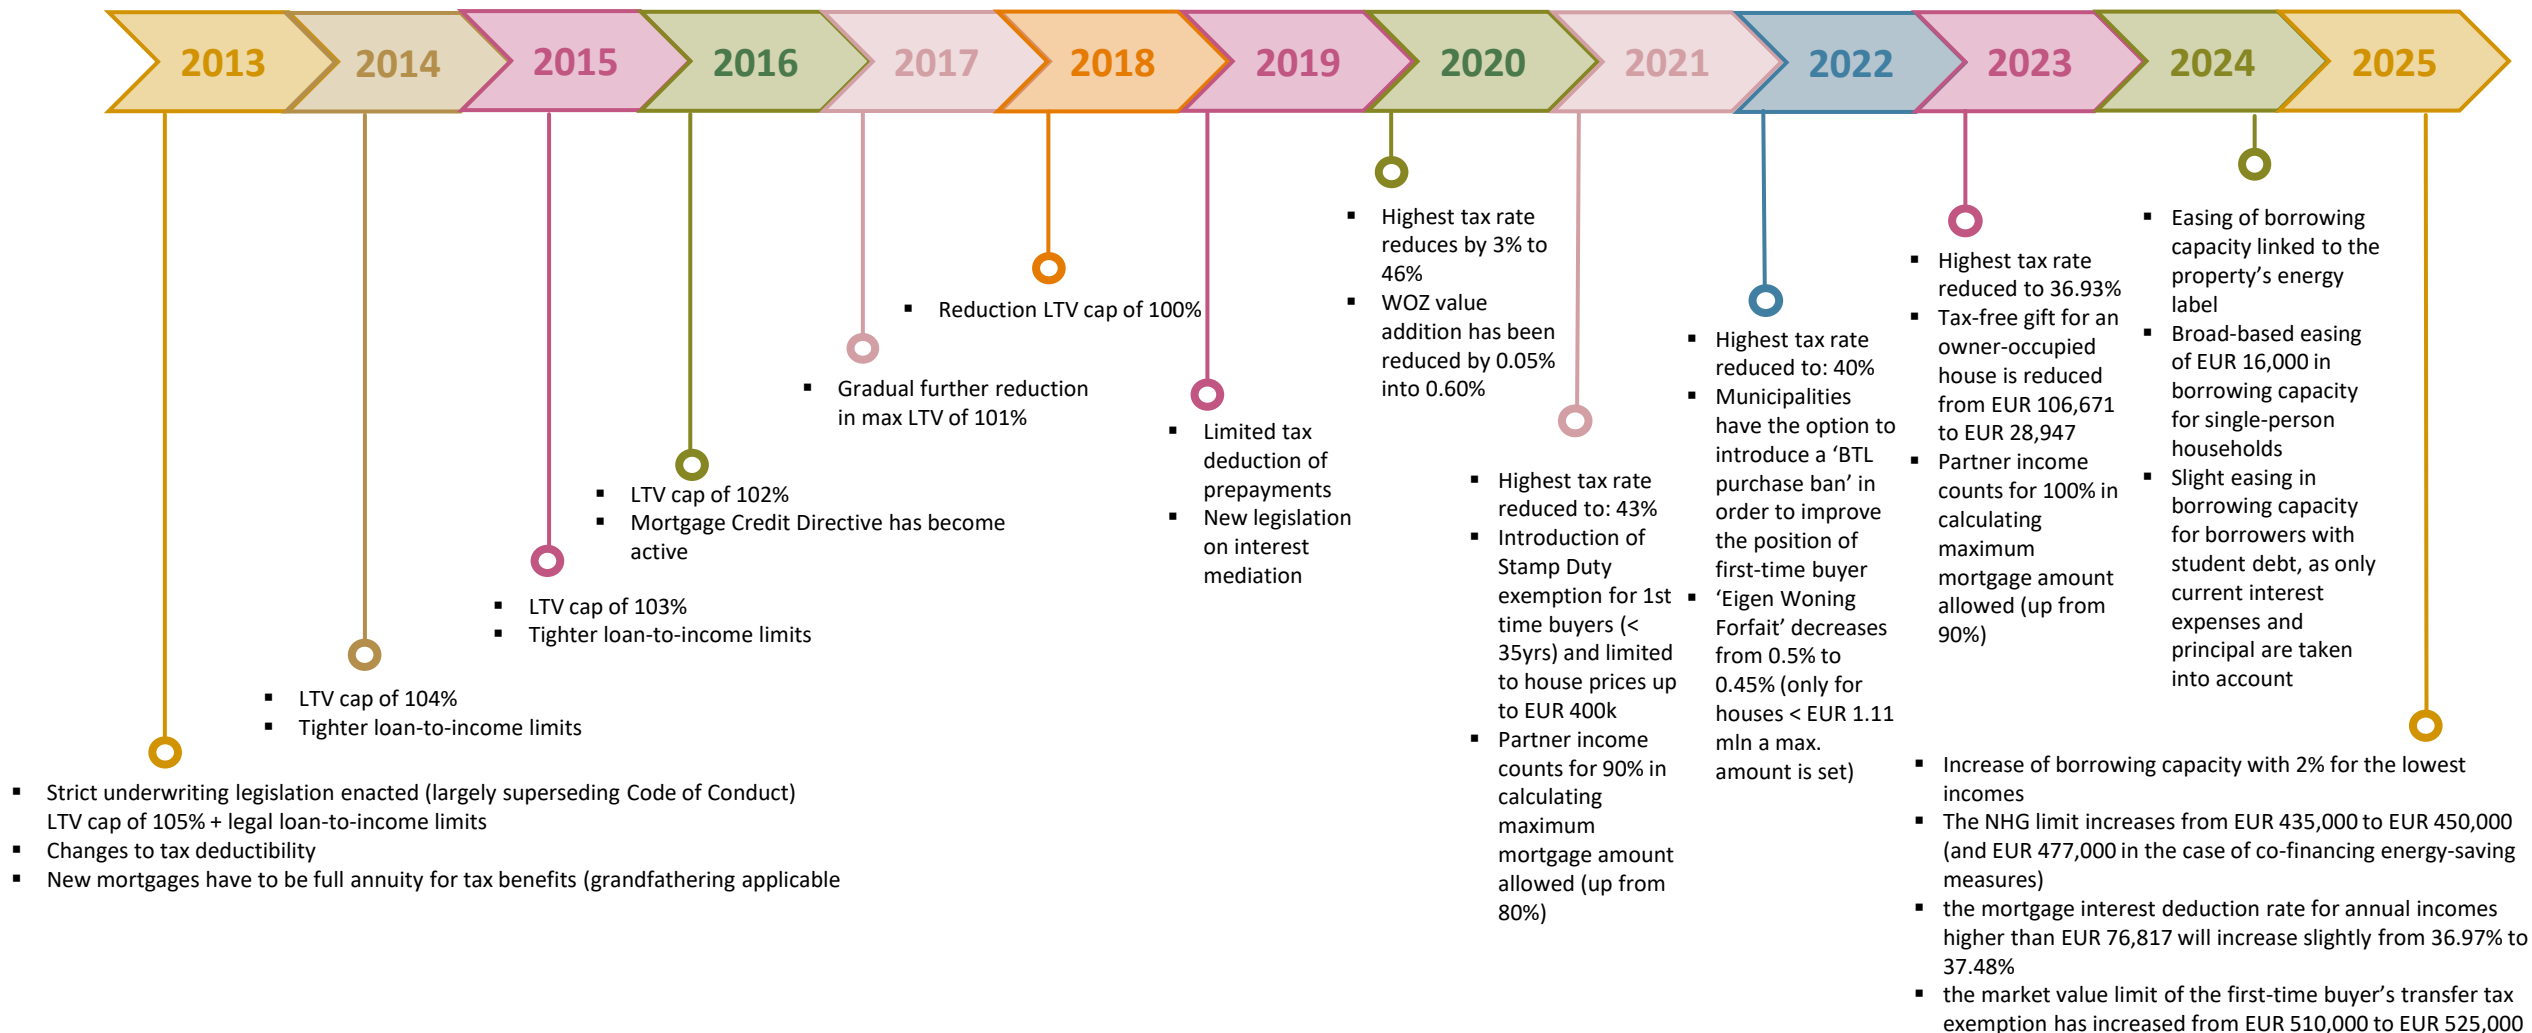 2013
2014
2015
2016
2017
2018
2019
2020
2021
2022
2023
2024
2025
▪ Strict underwriting legislation enacted (largely superseding Code of Conduct)
LTV cap of 105% + legal loan-to-income limits
▪ Changes to tax deductibility
▪ New mortgages have to be full annuity for tax benefits (grandfathering applicable
▪ LTV cap of 104%
▪ Tighter loan-to-income limits
▪ LTV cap of 103%
▪ Tighter loan-to-income limits
▪ LTV cap of 102%
▪ Mortgage Credit Directive has become
active
▪ Gradual further reduction
in max LTV of 101%
▪ Reduction LTV cap of 100%
▪ Limited tax
deduction of
prepayments
▪ New legislation
on interest
mediation
▪ Highest tax rate
reduces by 3% to
46%
▪ WOZ value
addition has been
reduced by 0.05%
into 0.60%
▪ Highest tax rate
reduced to: 43%
▪ Introduction of
Stamp Duty
exemption for 1st
time buyers (<
35yrs) and limited
to house prices up
to EUR 400k
▪ Partner income
counts for 90% in
calculating
maximum
mortgage amount
allowed (up from
80%)
▪ Highest tax rate
reduced to: 40%
▪ Municipalities
have the option to
introduce a ‘BTL
purchase ban’ in
order to improve
the position of
first-time buyer
▪ ‘Eigen Woning
Forfait’ decreases
from 0.5% to
0.45% (only for
houses < EUR 1.11
mln a max.
amount is set)
▪ Highest tax rate
reduced to 36.93%
▪ Tax-free gift for an
owner-occupied
house is reduced
from EUR 106,671
to EUR 28,947
▪ Partner income
counts for 100% in
calculating
maximum
mortgage amount
allowed (up from
90%)
▪ Easing of borrowing
capacity linked to the
property’s energy
label
▪ Broad-based easing
of EUR 16,000 in
borrowing capacity
for single-person
households
▪ Slight easing in
borrowing capacity
for borrowers with
student debt, as only
current interest
expenses and
principal are taken
into account
▪ Increase of borrowing capacity with 2% for the lowest
incomes
▪ The NHG limit increases from EUR 435,000 to EUR 450,000
(and EUR 477,000 in the case of co-financing energy-saving
measures)
▪ the mortgage interest deduction rate for annual incomes
higher than EUR 76,817 will increase slightly from 36.97% to
37.48%
▪ the market value limit of the first-time buyer’s transfer tax
exemption has increased from EUR 510,000 to EUR 525,000